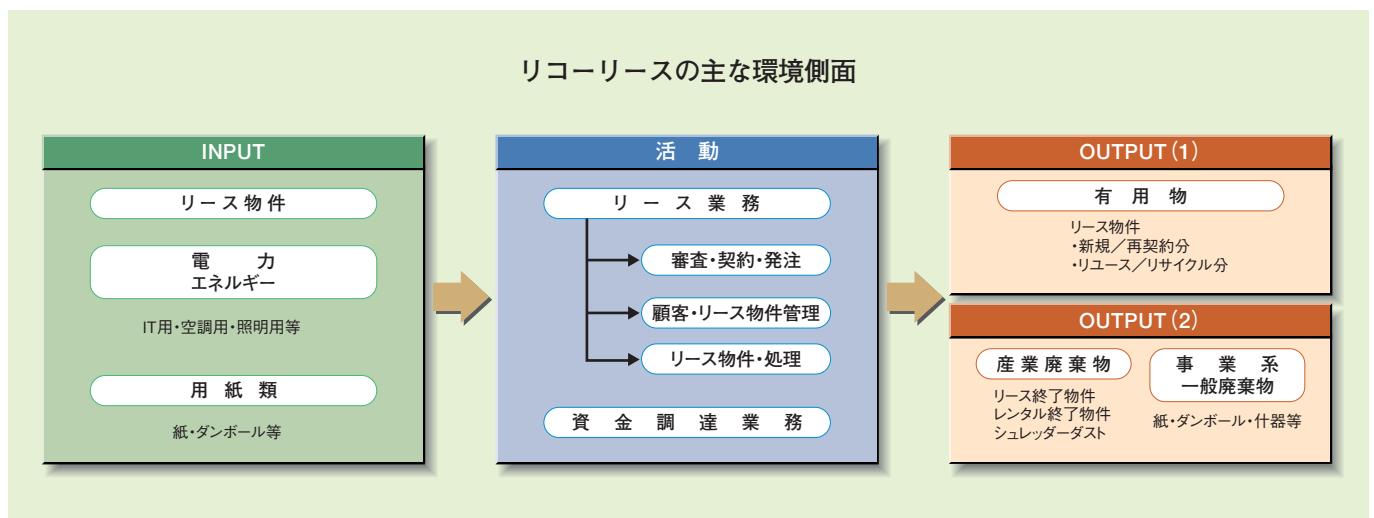 リコーリースの主な環境側面
INPUT
リース物件
電力
エネルギー
IT用・空調用・照明用等
用紙類
紙・ダンボール等
活動
リース業務
審査・契約・発注
顧客・リース物件管理
リース物件・処理
資金調達業務
OUTPUT(1)
有用物
リース物件
・新規／再契約分
・リユース／リサイクル分
OUTPUT(2)
産業廃棄物
リース終了物件
レンタル終了物件
シュレッダーダスト
事業系
一般廃棄物
紙・ダンボール・什器等